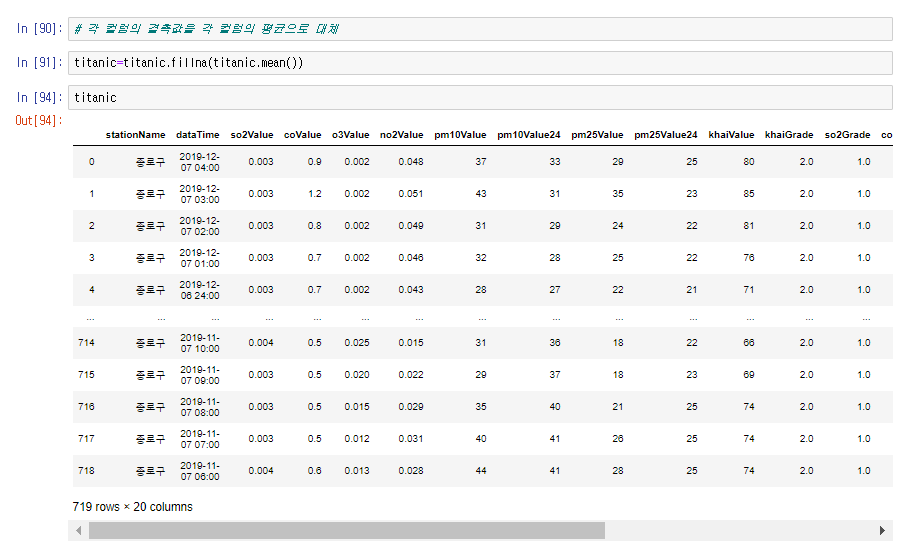 In [90]: # 각 컬럼의 결측값을 각 컬럼의 평균으로 대체
In [91]: titanic=titanic.fillna(titanic.mean())
In [94]: titanic
Out[94]:
stationName dataTime so2Value coValue o3Value no2Value pm10Value pm10Value24 pm25Value pm25Value24 khaiValue khaiGrade so2Grade co
0 종로구 2019-12-07 04:00 0.003 0.9 0.002 0.048 37 33 29 25 80 2.0 1.0
1 종로구 2019-12-07 03:00 0.003 1.2 0.002 0.051 43 31 35 23 85 2.0 1.0
2 종로구 2019-12-07 02:00 0.003 0.8 0.002 0.049 31 29 24 22 81 2.0 1.0
3 종로구 2019-12-07 01:00 0.003 0.7 0.002 0.046 32 28 25 22 76 2.0 1.0
4 종로구 2019-12-06 24:00 0.003 0.7 0.002 0.043 28 27 22 21 71 2.0 1.0
... ... ... ... ... ... ... ... ... ... ... ... ... ...
714 종로구 2019-11-07 10:00 0.004 0.5 0.025 0.015 31 36 18 22 66 2.0 1.0
715 종로구 2019-11-07 09:00 0.003 0.5 0.020 0.022 29 37 18 23 69 2.0 1.0
716 종로구 2019-11-07 08:00 0.003 0.5 0.015 0.029 35 40 21 25 74 2.0 1.0
717 종로구 2019-11-07 07:00 0.003 0.5 0.012 0.031 40 41 26 25 74 2.0 1.0
718 종로구 2019-11-07 06:00 0.004 0.6 0.013 0.028 44 41 28 25 74 2.0 1.0
719 rows × 20 columns